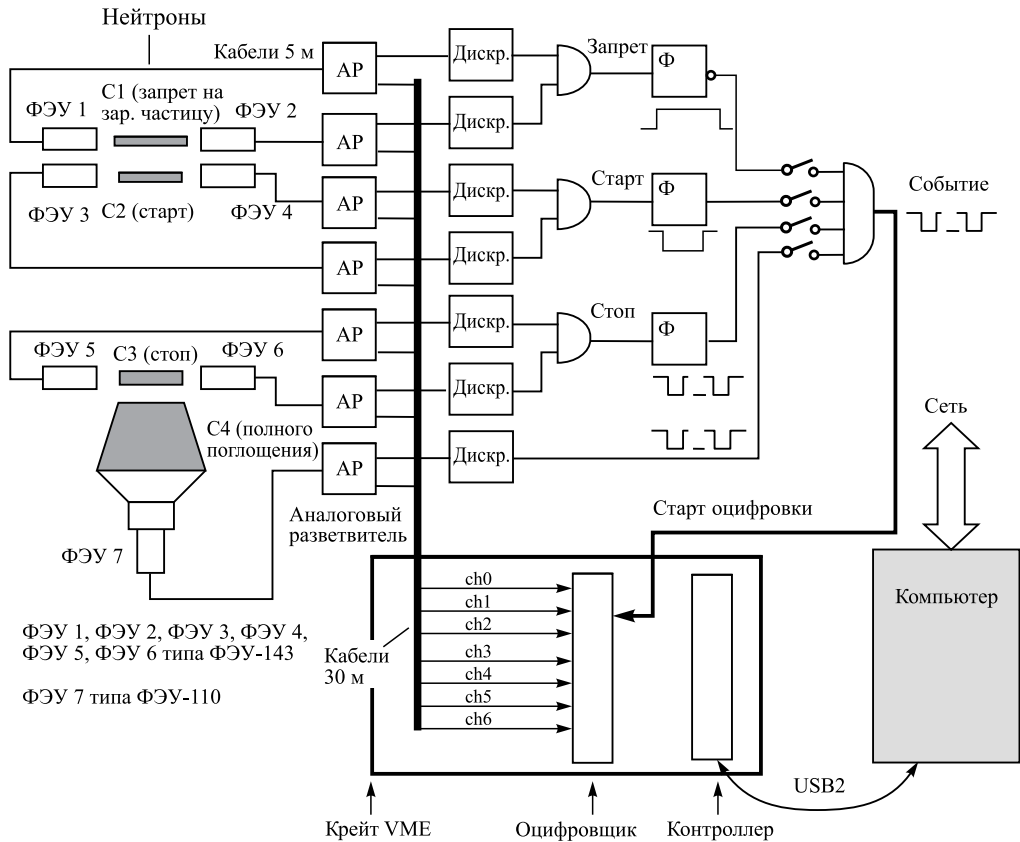 Нейтроны
Кабели 5 м
С1 (запрет на
зар. частицу)
ФЭУ 1
ФЭУ 2
ФЭУ 3
С2 (старт)
ФЭУ 4
АР
АР
АР
АР
АР
АР
АР
Дискр.
Дискр.
Дискр.
Дискр.
Дискр.
Дискр.
Дискр.
Запрет
Ф
Старт
Ф
Стоп
Ф
Событие
ФЭУ 5
С3 (стоп)
ФЭУ 6
С4 (полного
поглощения)
ФЭУ 7
Аналоговый
разветвитель
Старт оцифровки
Сеть
Компьютер
ФЭУ 1, ФЭУ 2, ФЭУ 3, ФЭУ 4,
ФЭУ 5, ФЭУ 6 типа ФЭУ-143
ФЭУ 7 типа ФЭУ-110
Кабели
30 м
ch0
ch1
ch2
ch3
ch4
ch5
ch6
USB2
Крейт VME
Оцифровщик
Контроллер